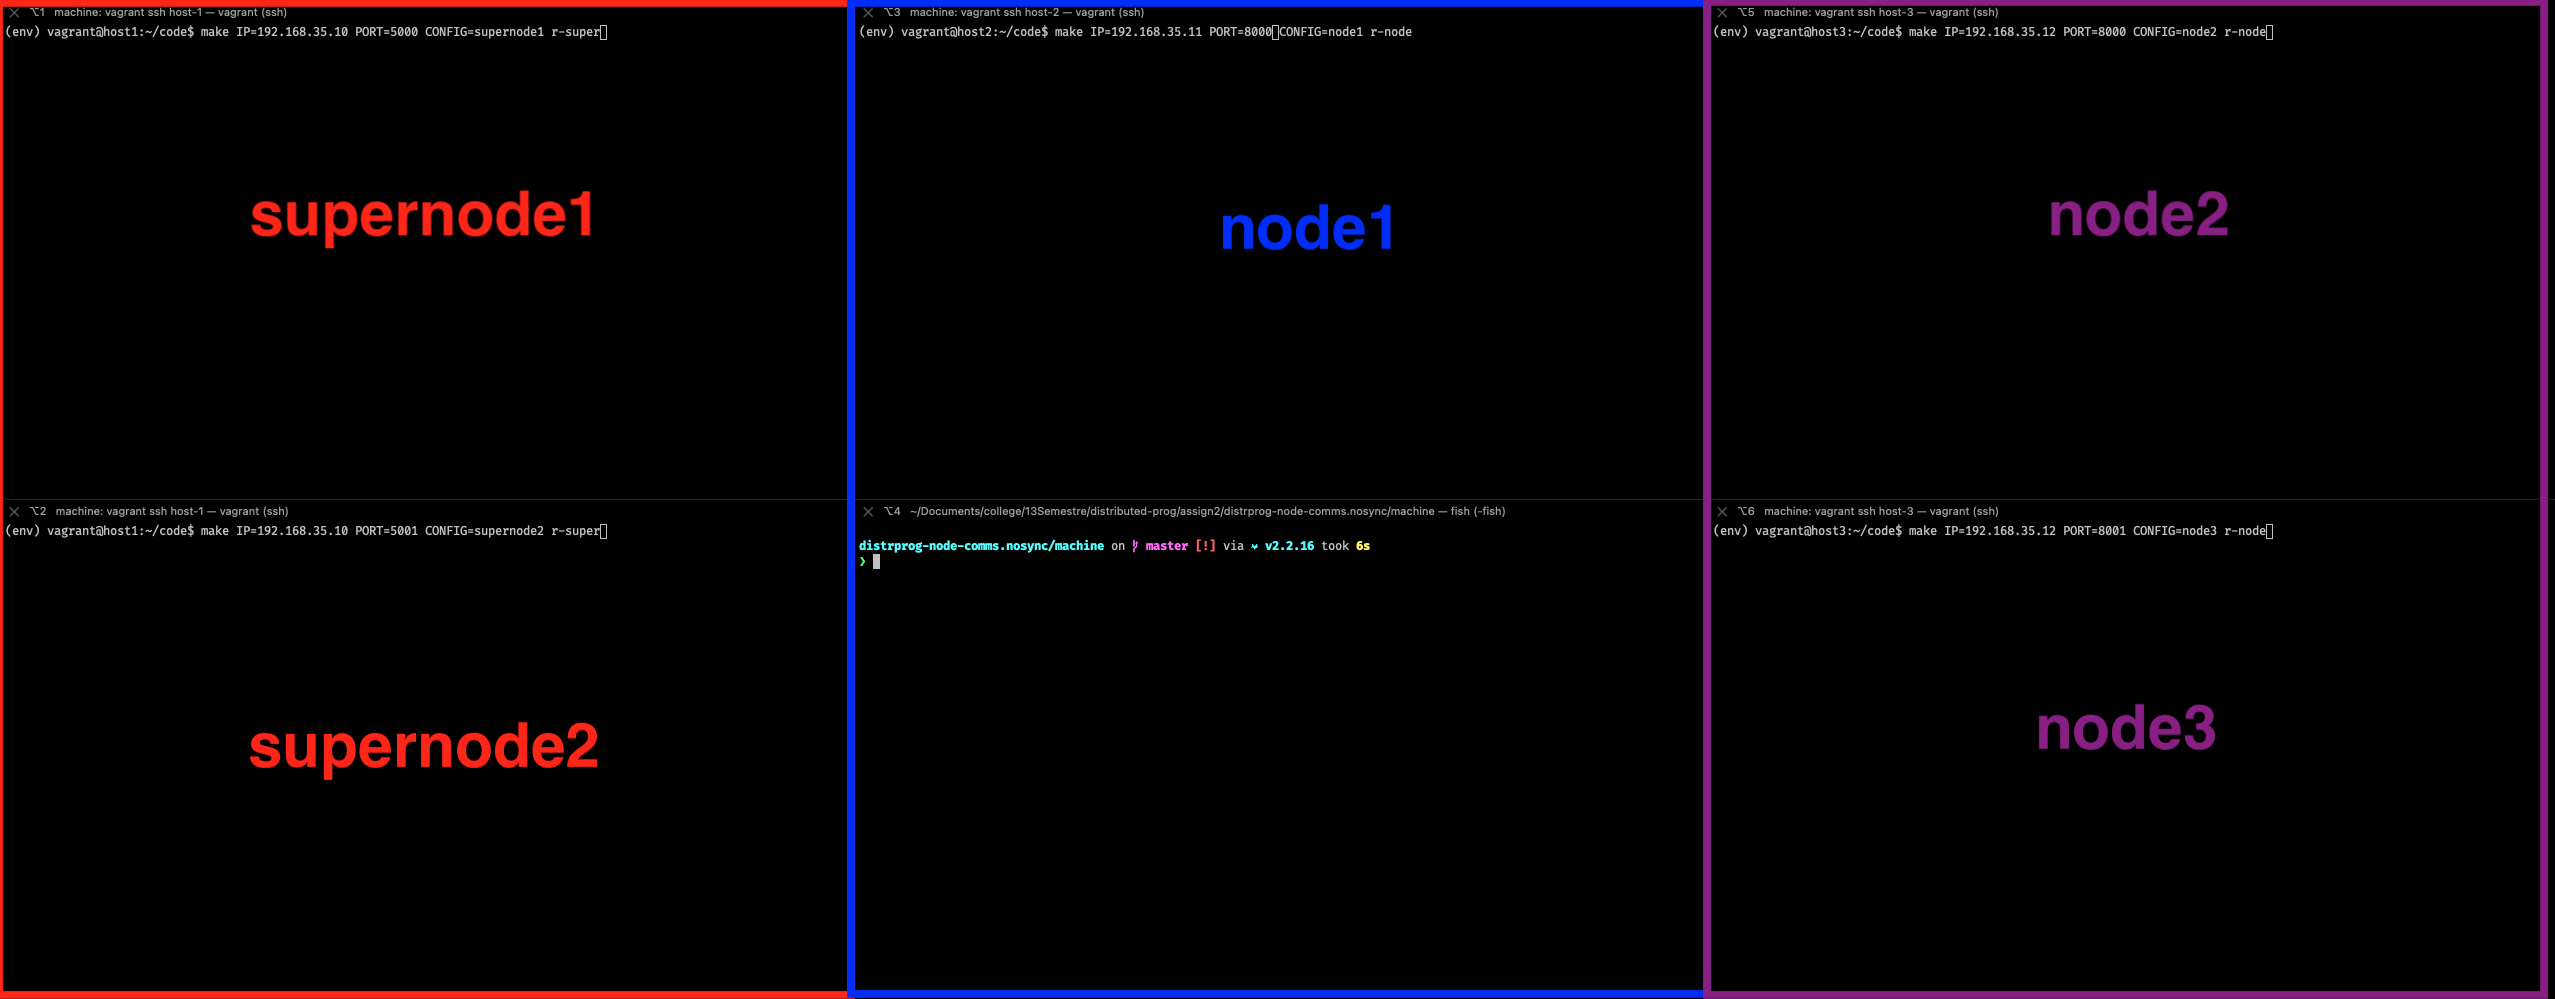 ⌥1 machine: vagrant ssh host-1 — vagrant (ssh)
(env) vagrant@host1:~/code$ make IP=192.168.35.10 PORT=5000 CONFIG=supernode1 r-super
supernode1
⌥2 machine: vagrant ssh host-1 — vagrant (ssh)
(env) vagrant@host1:~/code$ make IP=192.168.35.10 PORT=5001 CONFIG=supernode2 r-super
supernode2
⌥3 machine: vagrant ssh host-2 — vagrant (ssh)
(env) vagrant@host2:~/code$ make IP=192.168.35.11 PORT=8000 CONFIG=node1 r-node
node1
⌥4 ~/Documents/college/13Semestre/distributed-prog/assign2/distrprog-node-comms.nosync/machine — fish (-fish)
distrprog-node-comms.nosync/machine on master [!] via v2.2.16 took 6s
❯
⌥5 machine: vagrant ssh host-3 — vagrant (ssh)
(env) vagrant@host3:~/code$ make IP=192.168.35.12 PORT=8000 CONFIG=node2 r-node
node2
⌥6 machine: vagrant ssh host-3 — vagrant (ssh)
(env) vagrant@host3:~/code$ make IP=192.168.35.12 PORT=8001 CONFIG=node3 r-node
node3